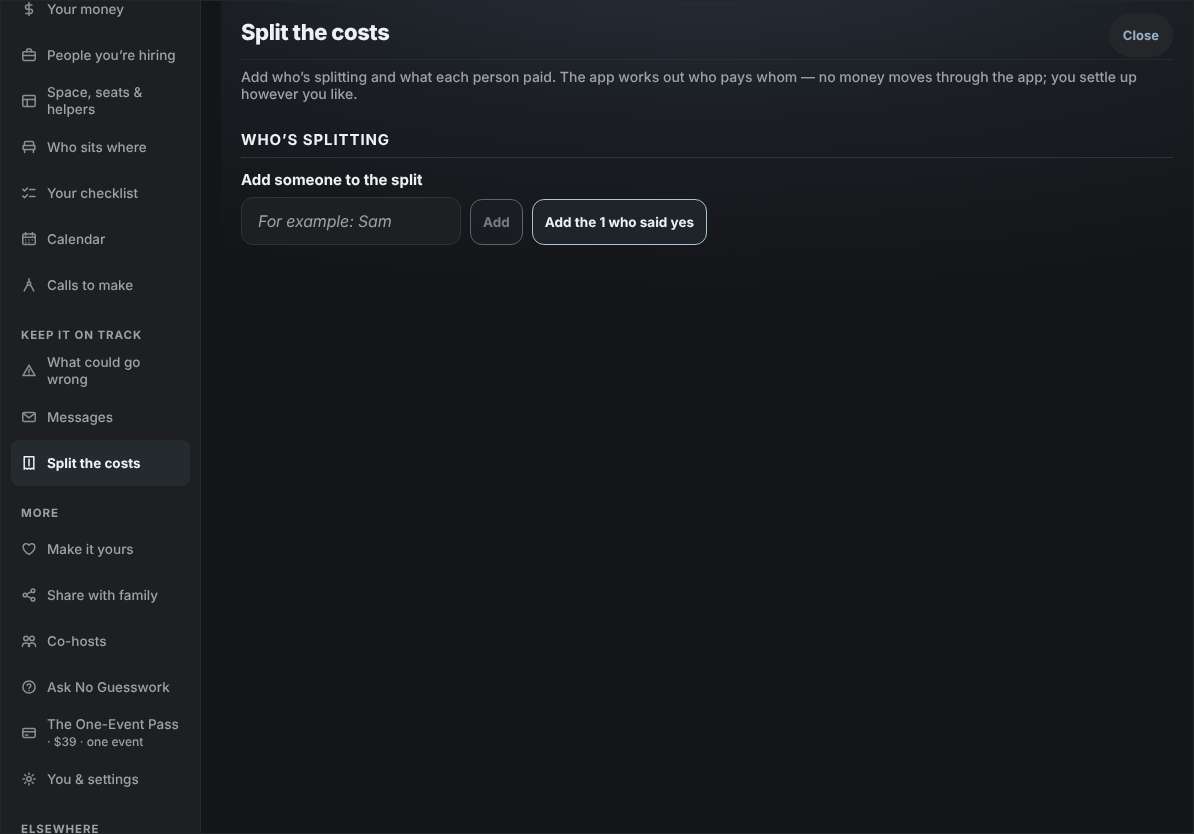 Your money
People you’re hiring
Space, seats &
helpers
Who sits where
Your checklist
Calendar
Calls to make
KEEP IT ON TRACK
What could go
wrong
Messages
Split the costs
MORE
Make it yours
Share with family
Co-hosts
Ask No Guesswork
The One-Event Pass
· $39 · one event
You & settings
ELSEWHERE
Split the costs
Close
Add who’s splitting and what each person paid. The app works out who pays whom — no money moves through the app; you settle up
however you like.
WHO’S SPLITTING
Add someone to the split
For example: Sam
Add
Add the 1 who said yes